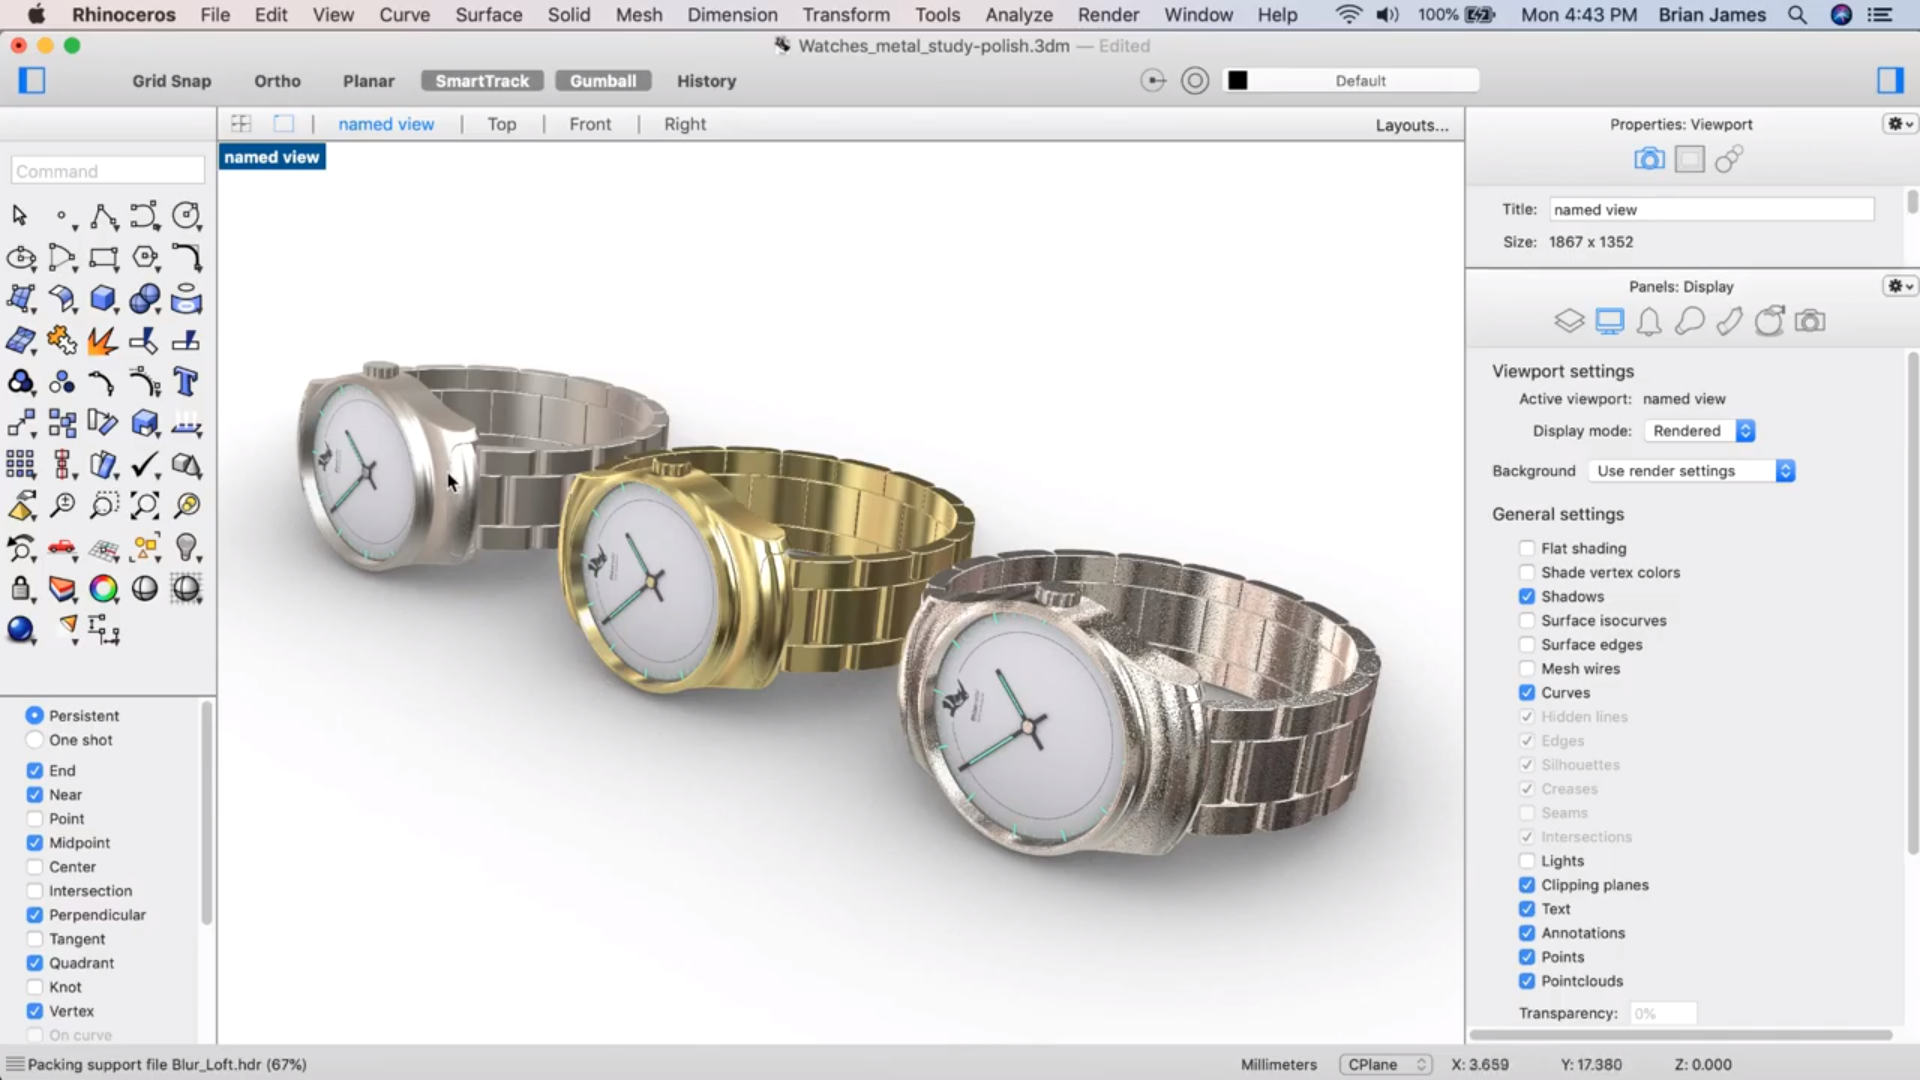 Rhinoceros File Edit View Curve Surface Solid Mesh Dimension Transform Tools Analyze Render Window Help 100% Mon 4:43 PM Brian James
Watches_metal_study-polish.3dm — Edited
Grid Snap Ortho Planar SmartTrack Gumball History Default
named view | Top | Front | Right Layouts...
named view
Command
Persistent
One shot
End
Near
Point
Midpoint
Center
Intersection
Perpendicular
Tangent
Quadrant
Knot
Vertex
On curve
Properties: Viewport
Title: named view
Size: 1867 x 1352
Panels: Display
Viewport settings
Active viewport: named view
Display mode: Rendered
Background Use render settings
General settings
Flat shading
Shade vertex colors
Shadows
Surface isocurves
Surface edges
Mesh wires
Curves
Hidden lines
Edges
Silhouettes
Creases
Seams
Intersections
Lights
Clipping planes
Text
Annotations
Points
Pointclouds
Transparency: 0%
Packing support file Blur_Loft.hdr (67%)
Millimeters CPlane X: 3.659 Y: 17.380 Z: 0.000